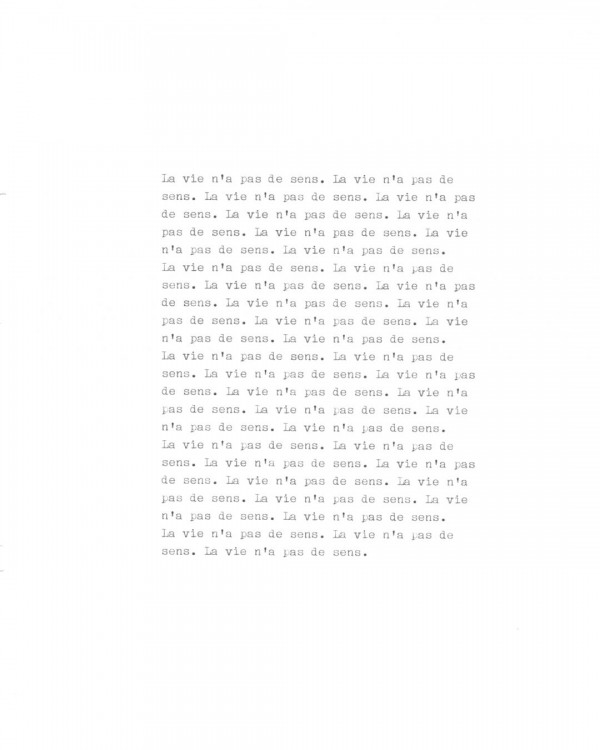 La vie n'a pas de sens. La vie n'a pas de
sens. La vie n'a pas de sens. La vie n'a pas
de sens. La vie n'a pas de sens. La vie n'a
pas de sens. La vie n'a pas de sens. La vie
n'a pas de sens. La vie n'a pas de sens.
La vie n'a pas de sens. La vie n'a pas de
sens. La vie n'a pas de sens. La vie n'a pas
de sens. La vie n'a pas de sens. La vie n'a
pas de sens. La vie n'a pas de sens. La vie
n'a pas de sens. La vie n'a pas de sens.
La vie n'a pas de sens. La vie n'a pas de
sens. La vie n'a pas de sens. La vie n'a pas
de sens. La vie n'a pas de sens. La vie n'a
pas de sens. La vie n'a pas de sens. La vie
n'a pas de sens. La vie n'a pas de sens.
La vie n'a pas de sens. La vie n'a pas de
sens. La vie n'a pas de sens. La vie n'a pas
de sens. La vie n'a pas de sens. La vie n'a
pas de sens. La vie n'a pas de sens. La vie
n'a pas de sens. La vie n'a pas de sens.
La vie n'a pas de sens. La vie n'a pas de
sens. La vie n'a pas de sens.